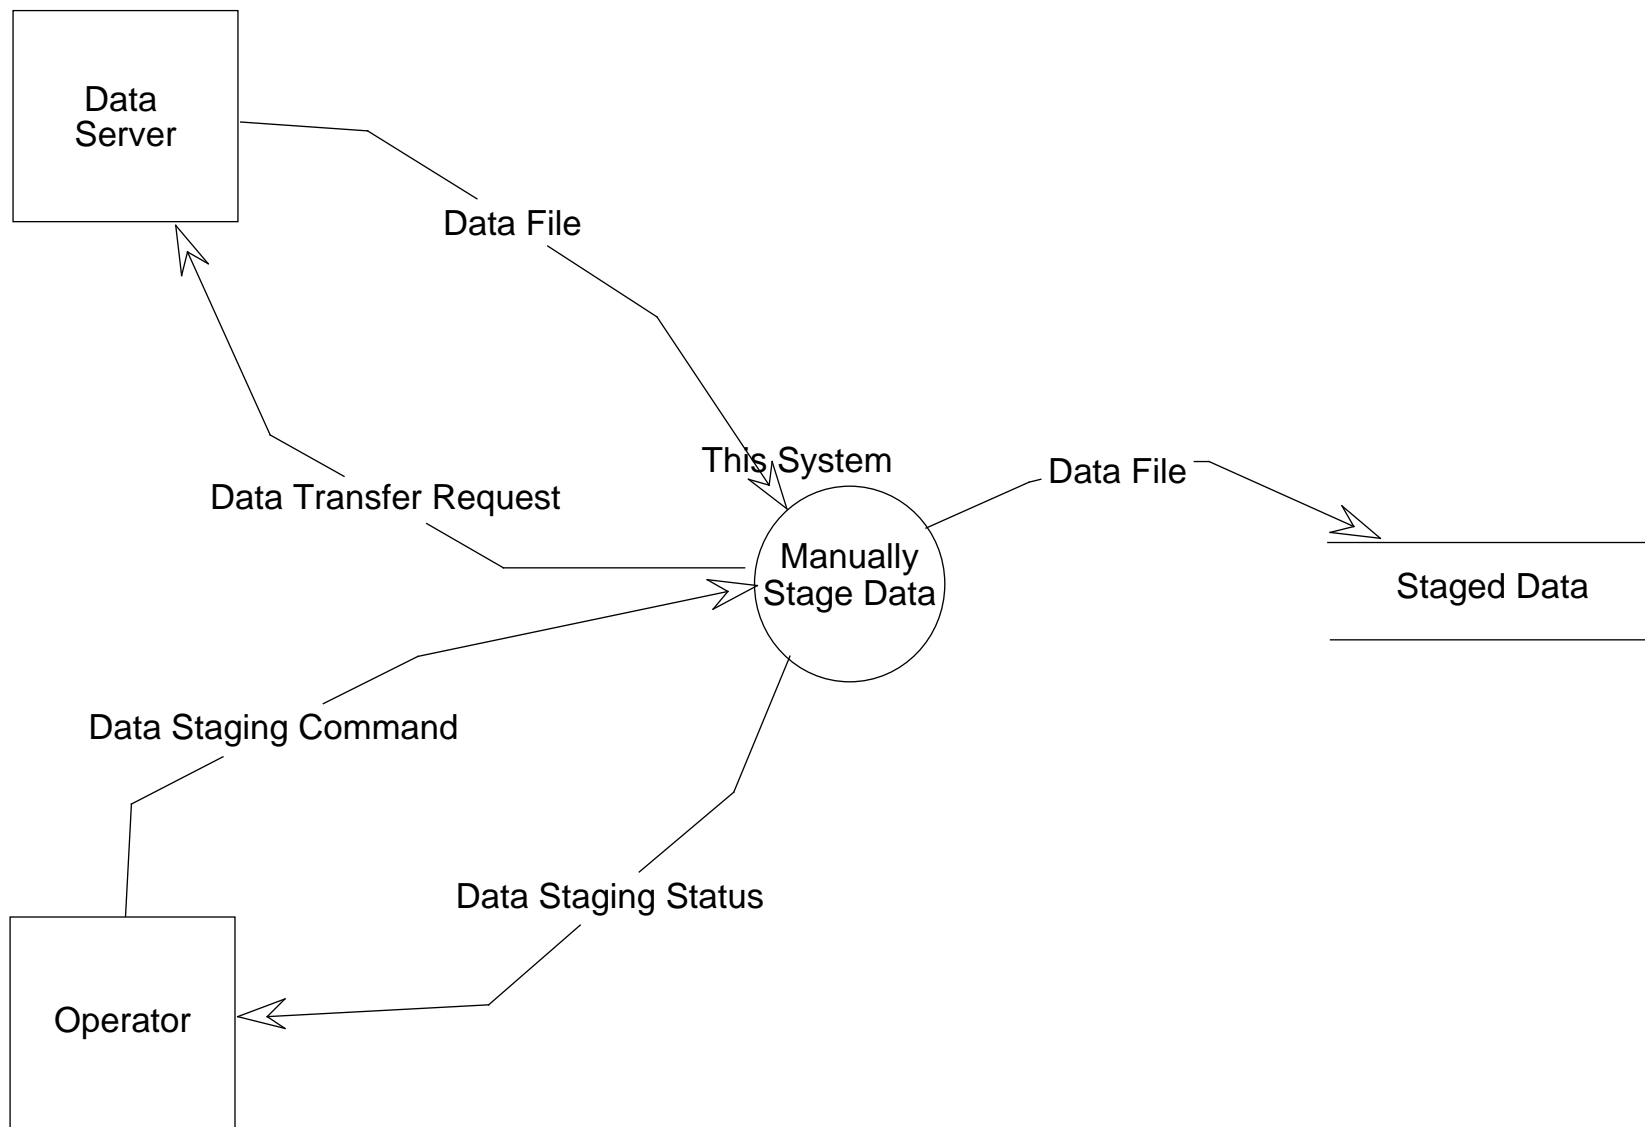 Data
Server
Data File
This System
Data File
Data Transfer Request
Manually
Stage Data
Staged Data
Data Staging Command
Data Staging Status
Operator